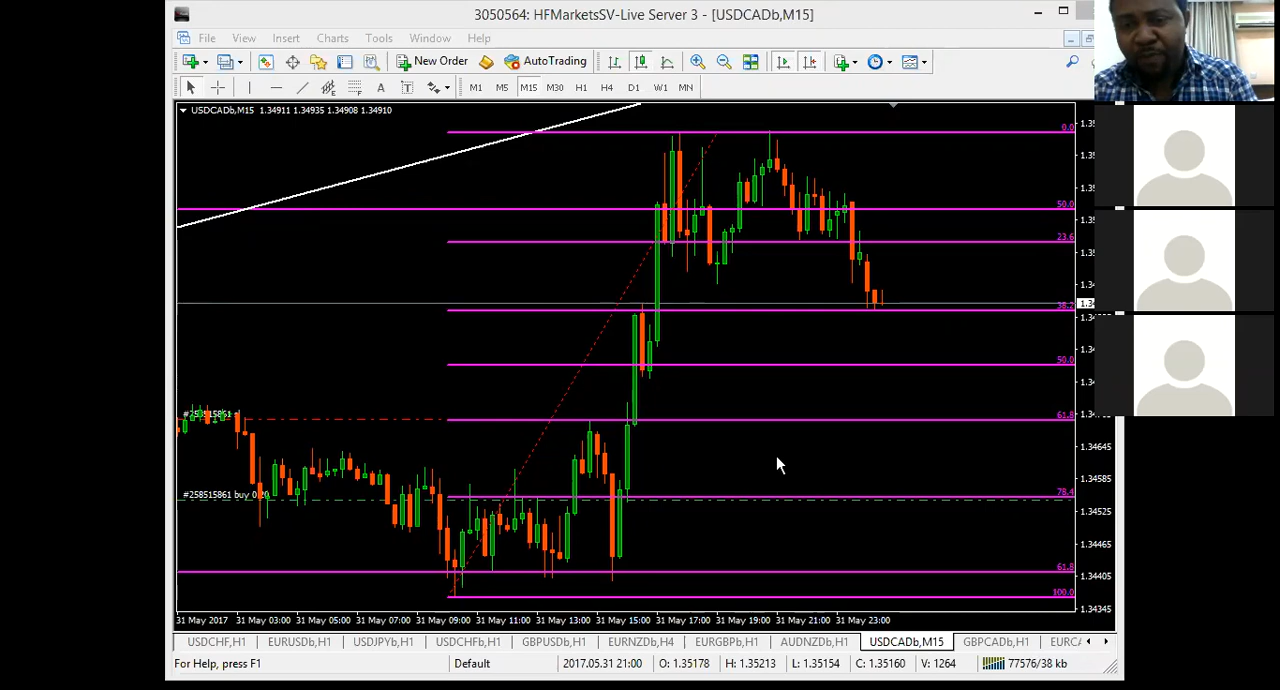 3050564: HFMarketsSV-Live Server 3 - [USDCADb,M15]
File View Insert Charts Tools Window Help
New Order AutoTrading
M1 M5 M15 M30 H1 H4 D1 W1 MN
USDCADb,M15 1.34911 1.34935 1.34908 1.34910
0.0
50.0
23.6
38.2
50.0
61.8
1.34645
1.34585
#258515861 buy 0.20
78.4
1.34525
1.34465
61.8
1.34405
100.0
1.34345
31 May 2017 31 May 03:00 31 May 05:00 31 May 07:00 31 May 09:00 31 May 11:00 31 May 13:00 31 May 15:00 31 May 17:00 31 May 19:00 31 May 21:00 31 May 23:00
USDCHF,H1 EURUSDb,H1 USDJPYb,H1 USDCHFb,H1 GBPUSDb,H1 EURNZDb,H4 EURGBPb,H1 AUDNZDb,H1 USDCADb,M15 GBPCADb,H1 EURCA
For Help, press F1 Default 2017.05.31 21:00 O: 1.35178 H: 1.35213 L: 1.35154 C: 1.35160 V: 1264 77576/38 kb